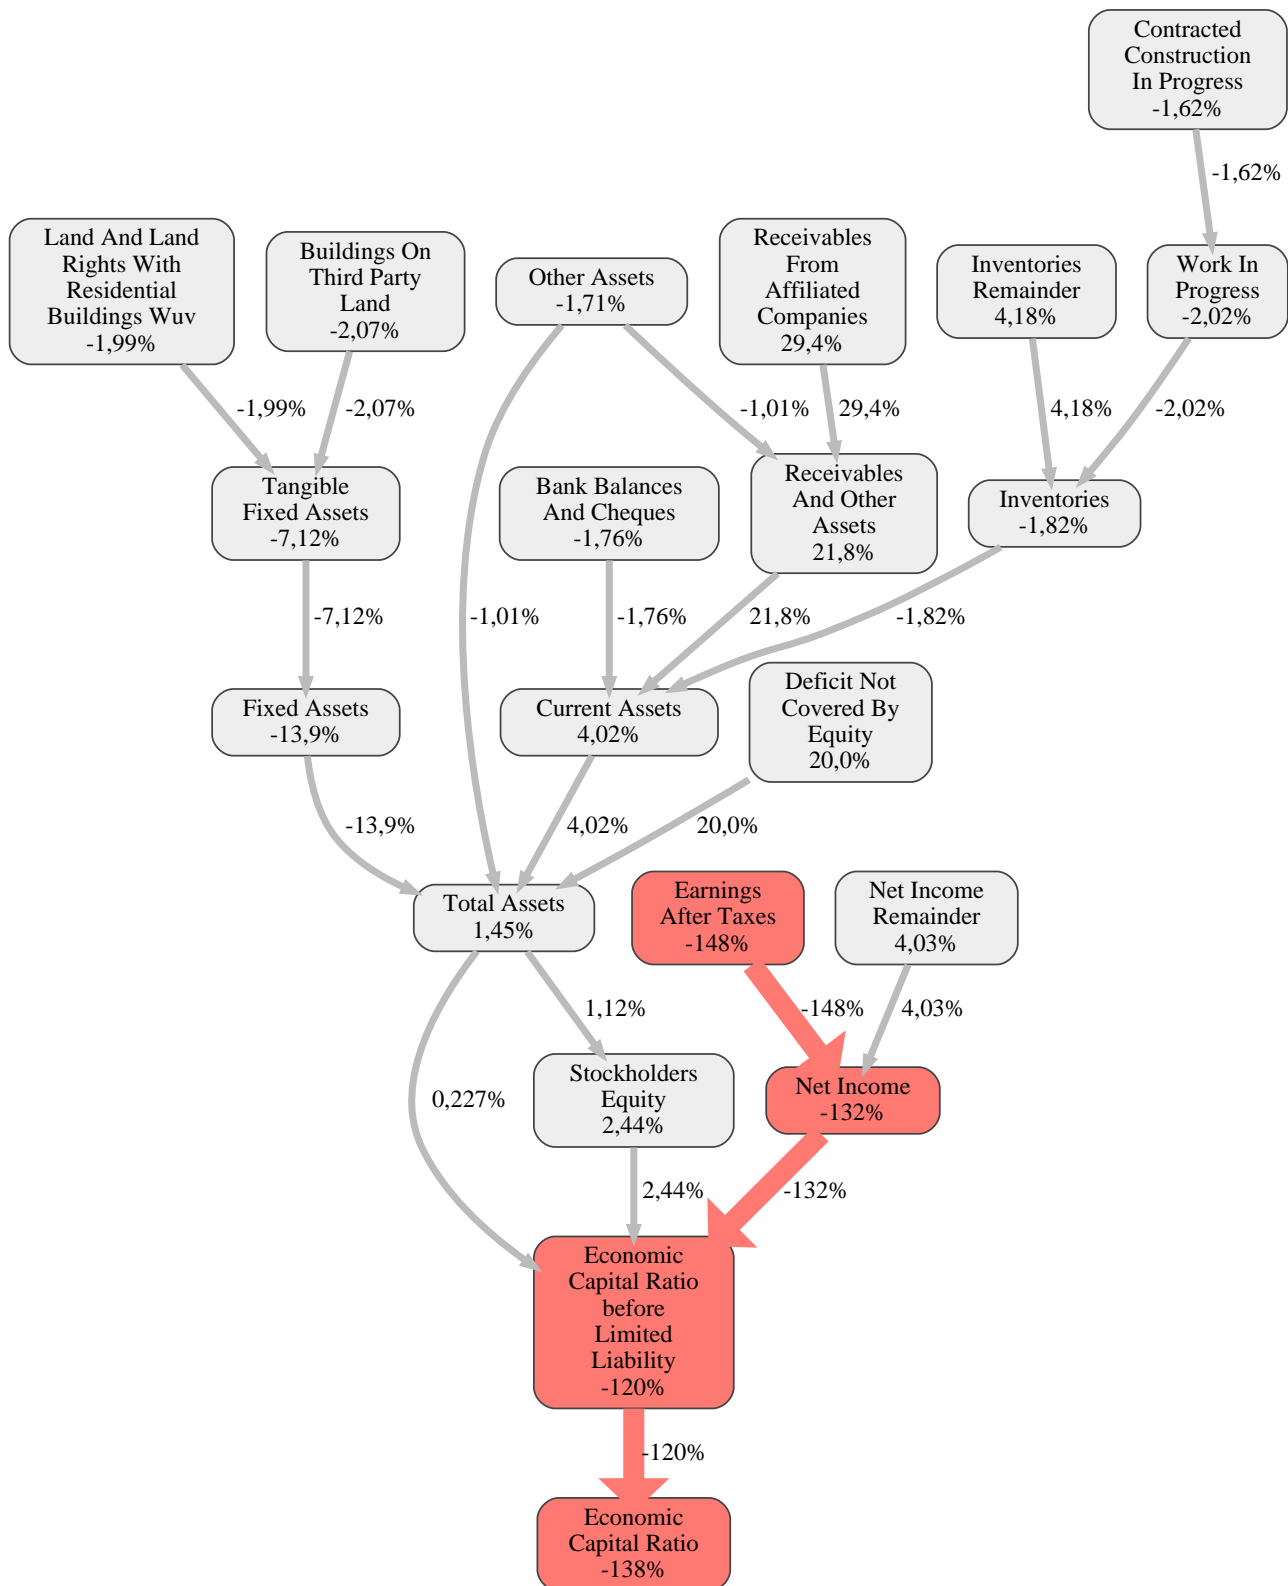 Contracted
Construction
In Progress
-1,62%
-1,62%
Land And Land
Rights With
Residential
Buildings Wuv
-1,99%
Buildings On
Third Party
Land
-2,07%
Other Assets
-1,71%
Receivables
From
Affiliated
Companies
29,4%
Inventories
Remainder
4,18%
Work In
Progress
-2,02%
-1,99%
-2,07%
-1,01%
29,4%
4,18%
-2,02%
Tangible
Fixed Assets
-7,12%
Bank Balances
And Cheques
-1,76%
Receivables
And Other
Assets
21,8%
Inventories
-1,82%
-7,12%
-1,01%
-1,76%
21,8%
-1,82%
Fixed Assets
-13,9%
Current Assets
4,02%
Deficit Not
Covered By
Equity
20,0%
-13,9%
4,02%
20,0%
Total Assets
1,45%
Earnings
After Taxes
-148%
Net Income
Remainder
4,03%
1,12%
-148%
4,03%
0,227%
Stockholders
Equity
2,44%
Net Income
-132%
2,44%
-132%
Economic
Capital Ratio
before
Limited
Liability
-120%
-120%
Economic
Capital Ratio
-138%